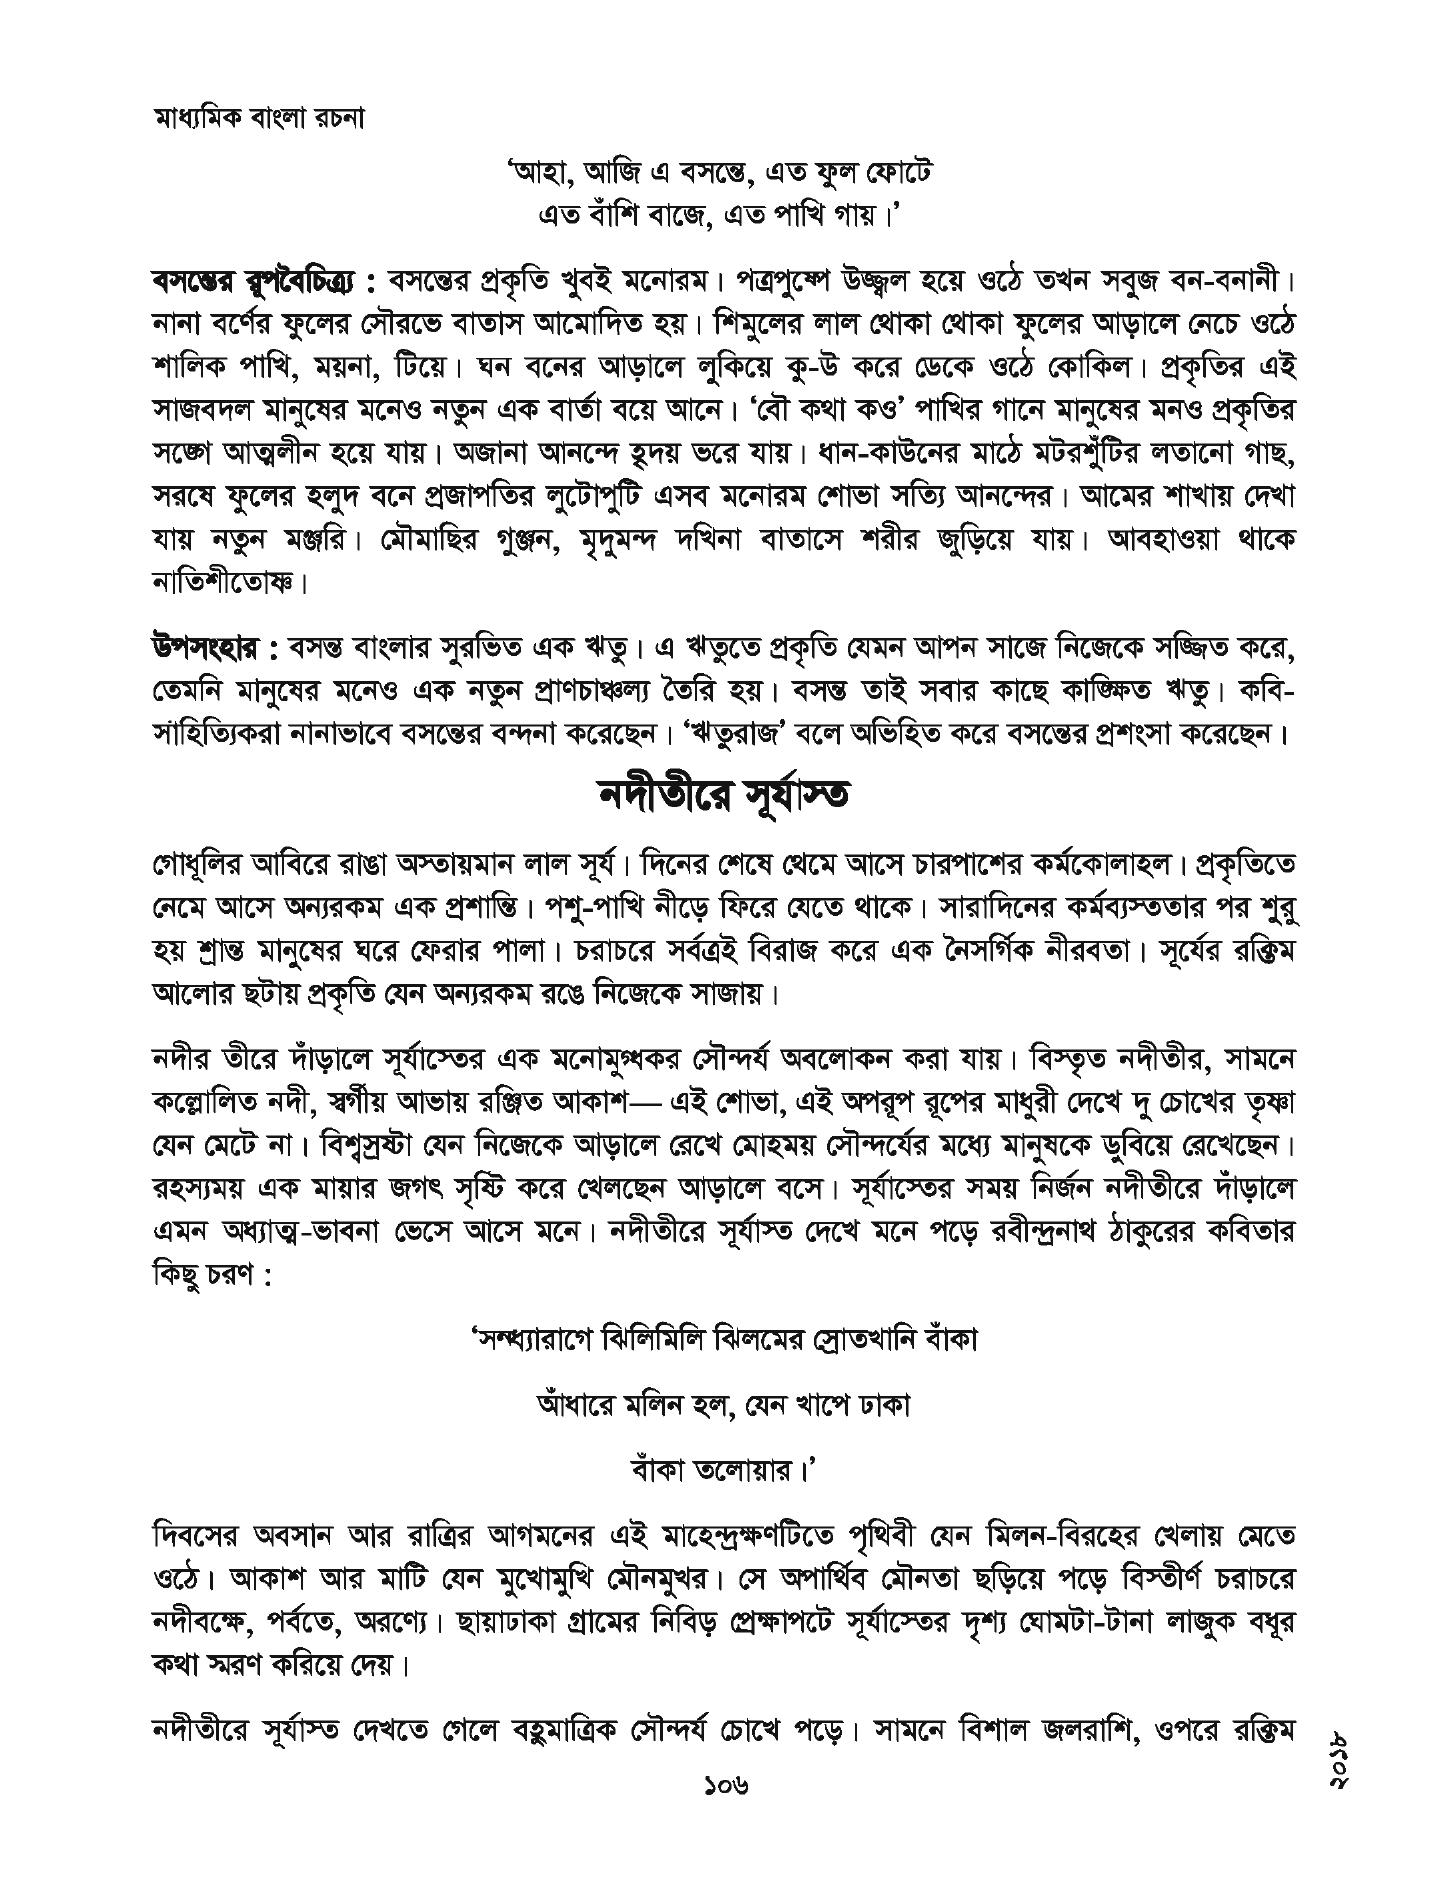 মাধ্যমিক বাংলা রচনা
‘আহা, আজি এ বসন্তে, এত ফুল ফোটে
এত বাঁশি বাজে, এত পাখি গায়।’
বসন্তের রূপবৈচিত্র্য : বসন্তের প্রকৃতি খুবই মনোরম। পত্রপুষ্পে উজ্জ্বল হয়ে ওঠে তখন সবুজ বন-বনানী।
নানা বর্ণের ফুলের সৌরভে বাতাস আমোদিত হয়। শিমুলের লাল থোকা থোকা ফুলের আড়ালে নেচে ওঠে
শালিক পাখি, ময়না, টিয়ে। ঘন বনের আড়ালে লুকিয়ে কু-উ করে ডেকে ওঠে কোকিল। প্রকৃতির এই
সাজবদল মানুষের মনেও নতুন এক বার্তা বয়ে আনে। ‘বৌ কথা কও’ পাখির গানে মানুষের মনও প্রকৃতির
সঙ্গে আত্মলীন হয়ে যায়। অজানা আনন্দে হৃদয় ভরে যায়। ধান-কাউনের মাঠে মটরশুঁটির লতানো গাছ,
সরষে ফুলের হলুদ বনে প্রজাপতির লুটোপুটি এসব মনোরম শোভা সত্যি আনন্দের। আমের শাখায় দেখা
যায় নতুন মঞ্জরি। মৌমাছির গুঞ্জন, মৃদুমন্দ দখিনা বাতাসে শরীর জুড়িয়ে যায়। আবহাওয়া থাকে
নাতিশীতোষ্ণ।
উপসংহার : বসন্ত বাংলার সুরভিত এক ঋতু। এ ঋতুতে প্রকৃতি যেমন আপন সাজে নিজেকে সজ্জিত করে,
তেমনি মানুষের মনেও এক নতুন প্রাণচাঞ্চল্য তৈরি হয়। বসন্ত তাই সবার কাছে কাঙ্ক্ষিত ঋতু। কবি-
সাহিত্যিকরা নানাভাবে বসন্তের বন্দনা করেছেন। ‘ঋতুরাজ’ বলে অভিহিত করে বসন্তের প্রশংসা করেছেন।
নদীতীরে সূর্যাস্ত
গোধূলির আবিরে রাঙা অস্তায়মান লাল সূর্য। দিনের শেষে থেমে আসে চারপাশের কর্মকোলাহল। প্রকৃতিতে
নেমে আসে অন্যরকম এক প্রশান্তি। পশু-পাখি নীড়ে ফিরে যেতে থাকে। সারাদিনের কর্মব্যস্ততার পর শুরু
হয় শ্রান্ত মানুষের ঘরে ফেরার পালা। চরাচরে সর্বত্রই বিরাজ করে এক নৈসর্গিক নীরবতা। সূর্যের রক্তিম
আলোর ছটায় প্রকৃতি যেন অন্যরকম রঙে নিজেকে সাজায়।
নদীর তীরে দাঁড়ালে সূর্যাস্তের এক মনোমুগ্ধকর সৌন্দর্য অবলোকন করা যায়। বিস্তৃত নদীতীর, সামনে
কল্লোলিত নদী, স্বর্গীয় আভায় রঞ্জিত আকাশ— এই শোভা, এই অপরূপ রূপের মাধুরী দেখে দু চোখের তৃষ্ণা
যেন মেটে না। বিশ্বস্রষ্টা যেন নিজেকে আড়ালে রেখে মোহময় সৌন্দর্যের মধ্যে মানুষকে ডুবিয়ে রেখেছেন।
রহস্যময় এক মায়ার জগৎ সৃষ্টি করে খেলছেন আড়ালে বসে। সূর্যাস্তের সময় নির্জন নদীতীরে দাঁড়ালে
এমন অধ্যাত্ম-ভাবনা ভেসে আসে মনে। নদীতীরে সূর্যাস্ত দেখে মনে পড়ে রবীন্দ্রনাথ ঠাকুরের কবিতার
কিছু চরণ :
‘সন্ধ্যারাগে ঝিলিমিলি ঝিলমের স্রোতখানি বাঁকা
আঁধারে মলিন হল, যেন খাপে ঢাকা
বাঁকা তলোয়ার।’
দিবসের অবসান আর রাত্রির আগমনের এই মাহেন্দ্রক্ষণটিতে পৃথিবী যেন মিলন-বিরহের খেলায় মেতে
ওঠে। আকাশ আর মাটি যেন মুখোমুখি মৌনমুখর। সে অপার্থিব মৌনতা ছড়িয়ে পড়ে বিস্তীর্ণ চরাচরে
নদীবক্ষে, পর্বতে, অরণ্যে। ছায়াঢাকা গ্রামের নিবিড় প্রেক্ষাপটে সূর্যাস্তের দৃশ্য ঘোমটা-টানা লাজুক বধূর
কথা স্মরণ করিয়ে দেয়।
নদীতীরে সূর্যাস্ত দেখতে গেলে বহুমাত্রিক সৌন্দর্য চোখে পড়ে। সামনে বিশাল জলরাশি, ওপরে রক্তিম
১০৬
২০১৮